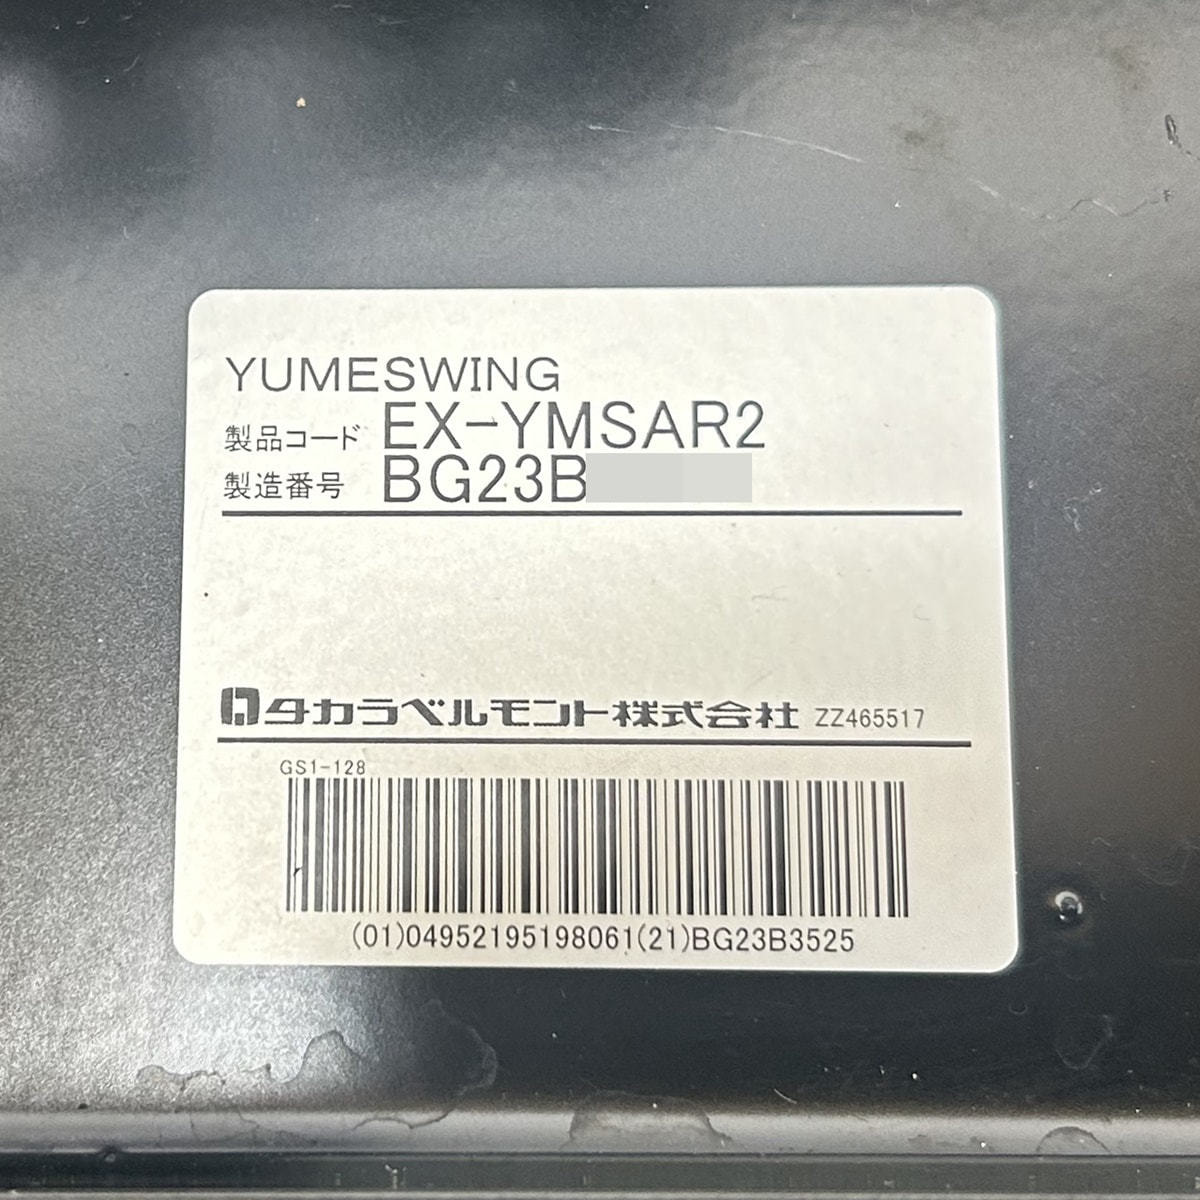 YUMESWING
製品コード EX-YMSAR2
製造番号 BG23B
タカラベルモント株式会社 ZZ465517
GS1-128
(01)04952195198061(21)BG23B3525